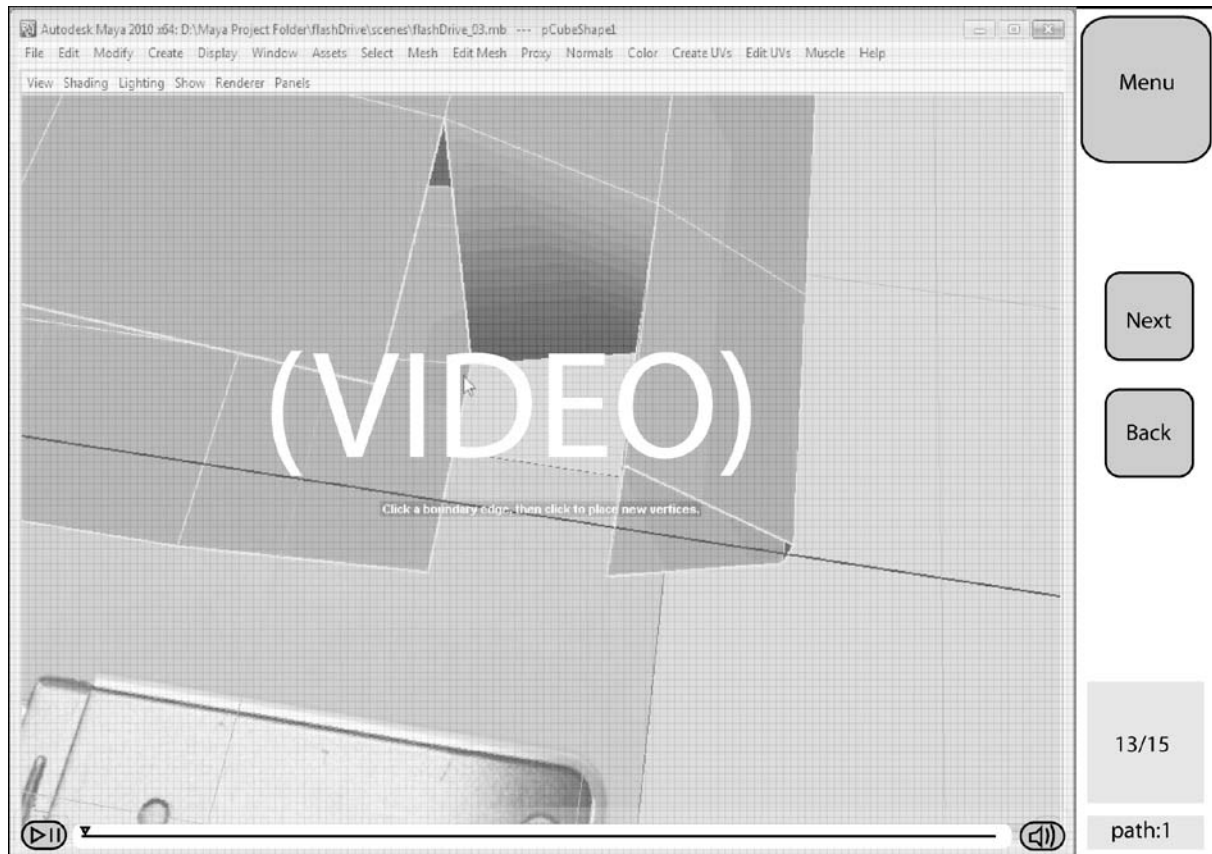 Autodesk Maya 2010 x64: D:\Maya Project Folder\flashDrive\scenes\flashDrive_03.mb --- pCubeShape1
File Edit Modify Create Display Window Assets Select Mesh Edit Mesh Proxy Normals Color Create UVs Edit UVs Muscle Help
View Shading Lighting Show Renderer Panels
(VIDEO)
Click a boundary edge, then click to place new vertices.
Menu
Next
Back
13/15
path:1